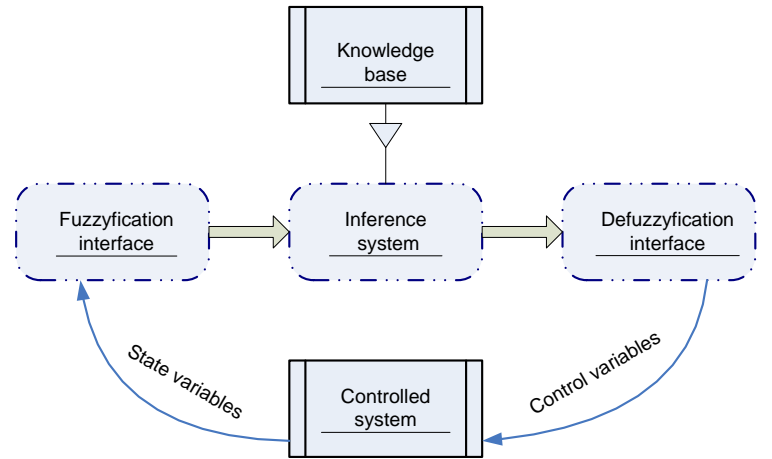 Knowledge
base
Fuzzyfication
interface
Inference
system
Defuzzyfication
interface
State variables
Controlled
system
Control variables